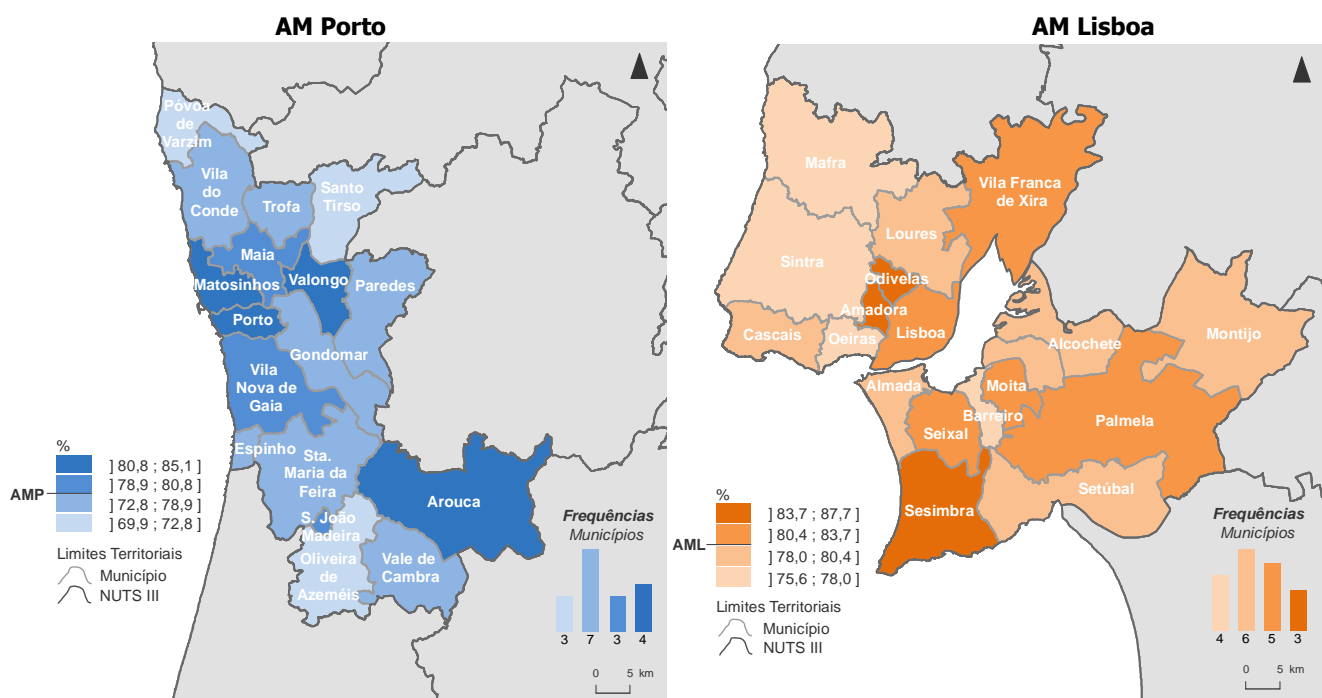 AM Porto
Póvoa
de
Varzim
Vila
do
Conde
Trofa
Santo
Tirso
Maia
Matosinhos
Valongo
Paredes
Porto
Gondomar
Vila
Nova de
Gaia
Espinho
Sta.
Maria da
Feira
Arouca
S. João
Madeira
Oliveira
de
Azeméis
Vale de
Cambra
%
] 80,8 ; 85,1 ]
] 78,9 ; 80,8 ]
AMP
] 72,8 ; 78,9 ]
] 69,9 ; 72,8 ]
Limites Territoriais
Município
NUTS III
Frequências
Municípios
3 7 3 4
0 5 km
AM Lisboa
Mafra
Vila Franca
de Xira
Loures
Sintra
Odivelas
Amadora
Lisboa
Cascais
Oeiras
Alcochete
Montijo
Almada
Moita
Barreiro
Seixal
Palmela
Setúbal
Sesimbra
%
] 83,7 ; 87,7 ]
] 80,4 ; 83,7 ]
AML
] 78,0 ; 80,4 ]
] 75,6 ; 78,0 ]
Limites Territoriais
Município
NUTS III
Frequências
Municípios
4 6 5 3
0 5 km